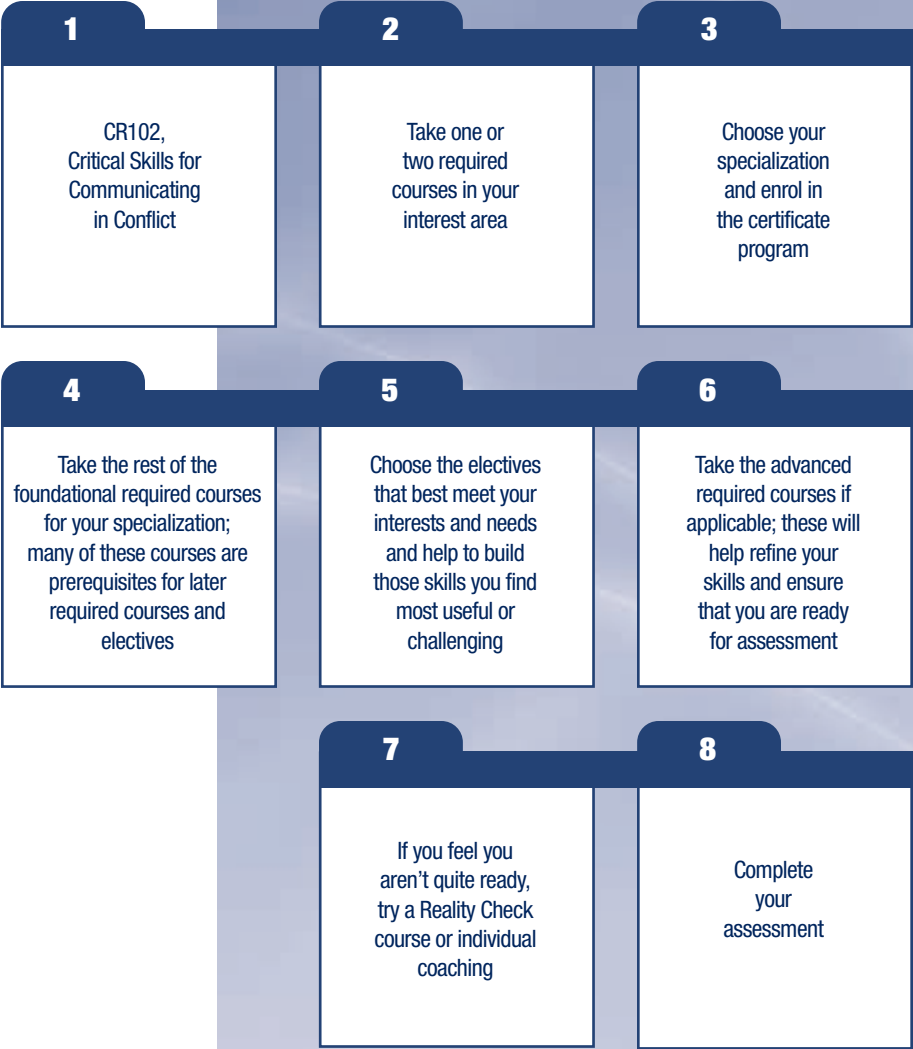 1
CR102,
Critical Skills for
Communicating
in Conflict
2
Take one or
two required
courses in your
interest area
3
Choose your
specialization
and enrol in
the certificate
program
4
Take the rest of the
foundational required courses
for your specialization;
many of these courses are
prerequisites for later
required courses and
electives
5
Choose the electives
that best meet your
interests and needs
and help to build
those skills you find
most useful or
challenging
6
Take the advanced
required courses if
applicable; these will
help refine your
skills and ensure
that you are ready
for assessment
7
If you feel you
aren't quite ready,
try a Reality Check
course or individual
coaching
8
Complete
your
assessment